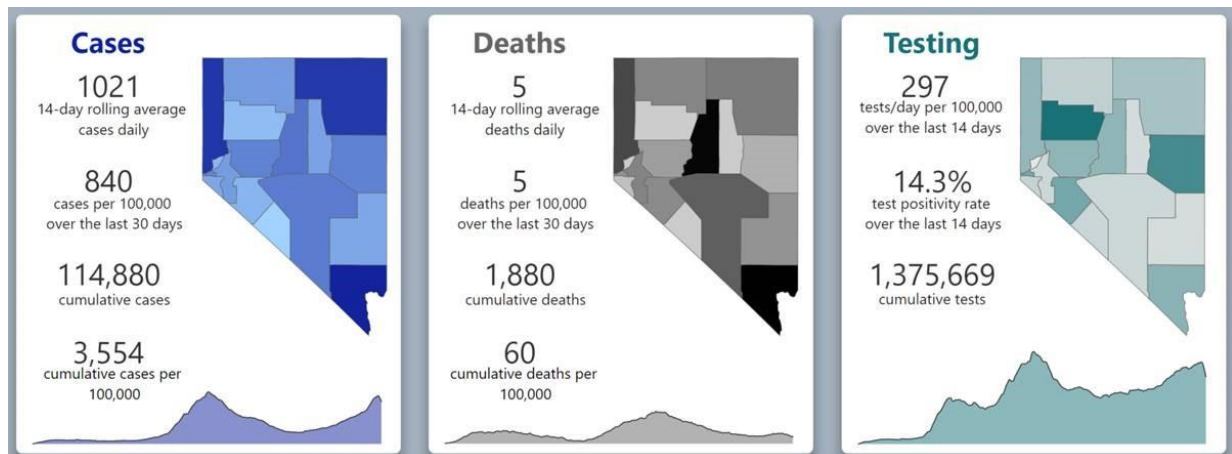 Cases
1021
14-day rolling average
cases daily
840
cases per 100,000
over the last 30 days
114,880
cumulative cases
3,554
cumulative cases per
100,000
Deaths
5
14-day rolling average
deaths daily
5
deaths per 100,000
over the last 30 days
1,880
cumulative deaths
60
cumulative deaths per
100,000
Testing
297
tests/day per 100,000
over the last 14 days
14.3%
test positivity rate
over the last 14 days
1,375,669
cumulative tests